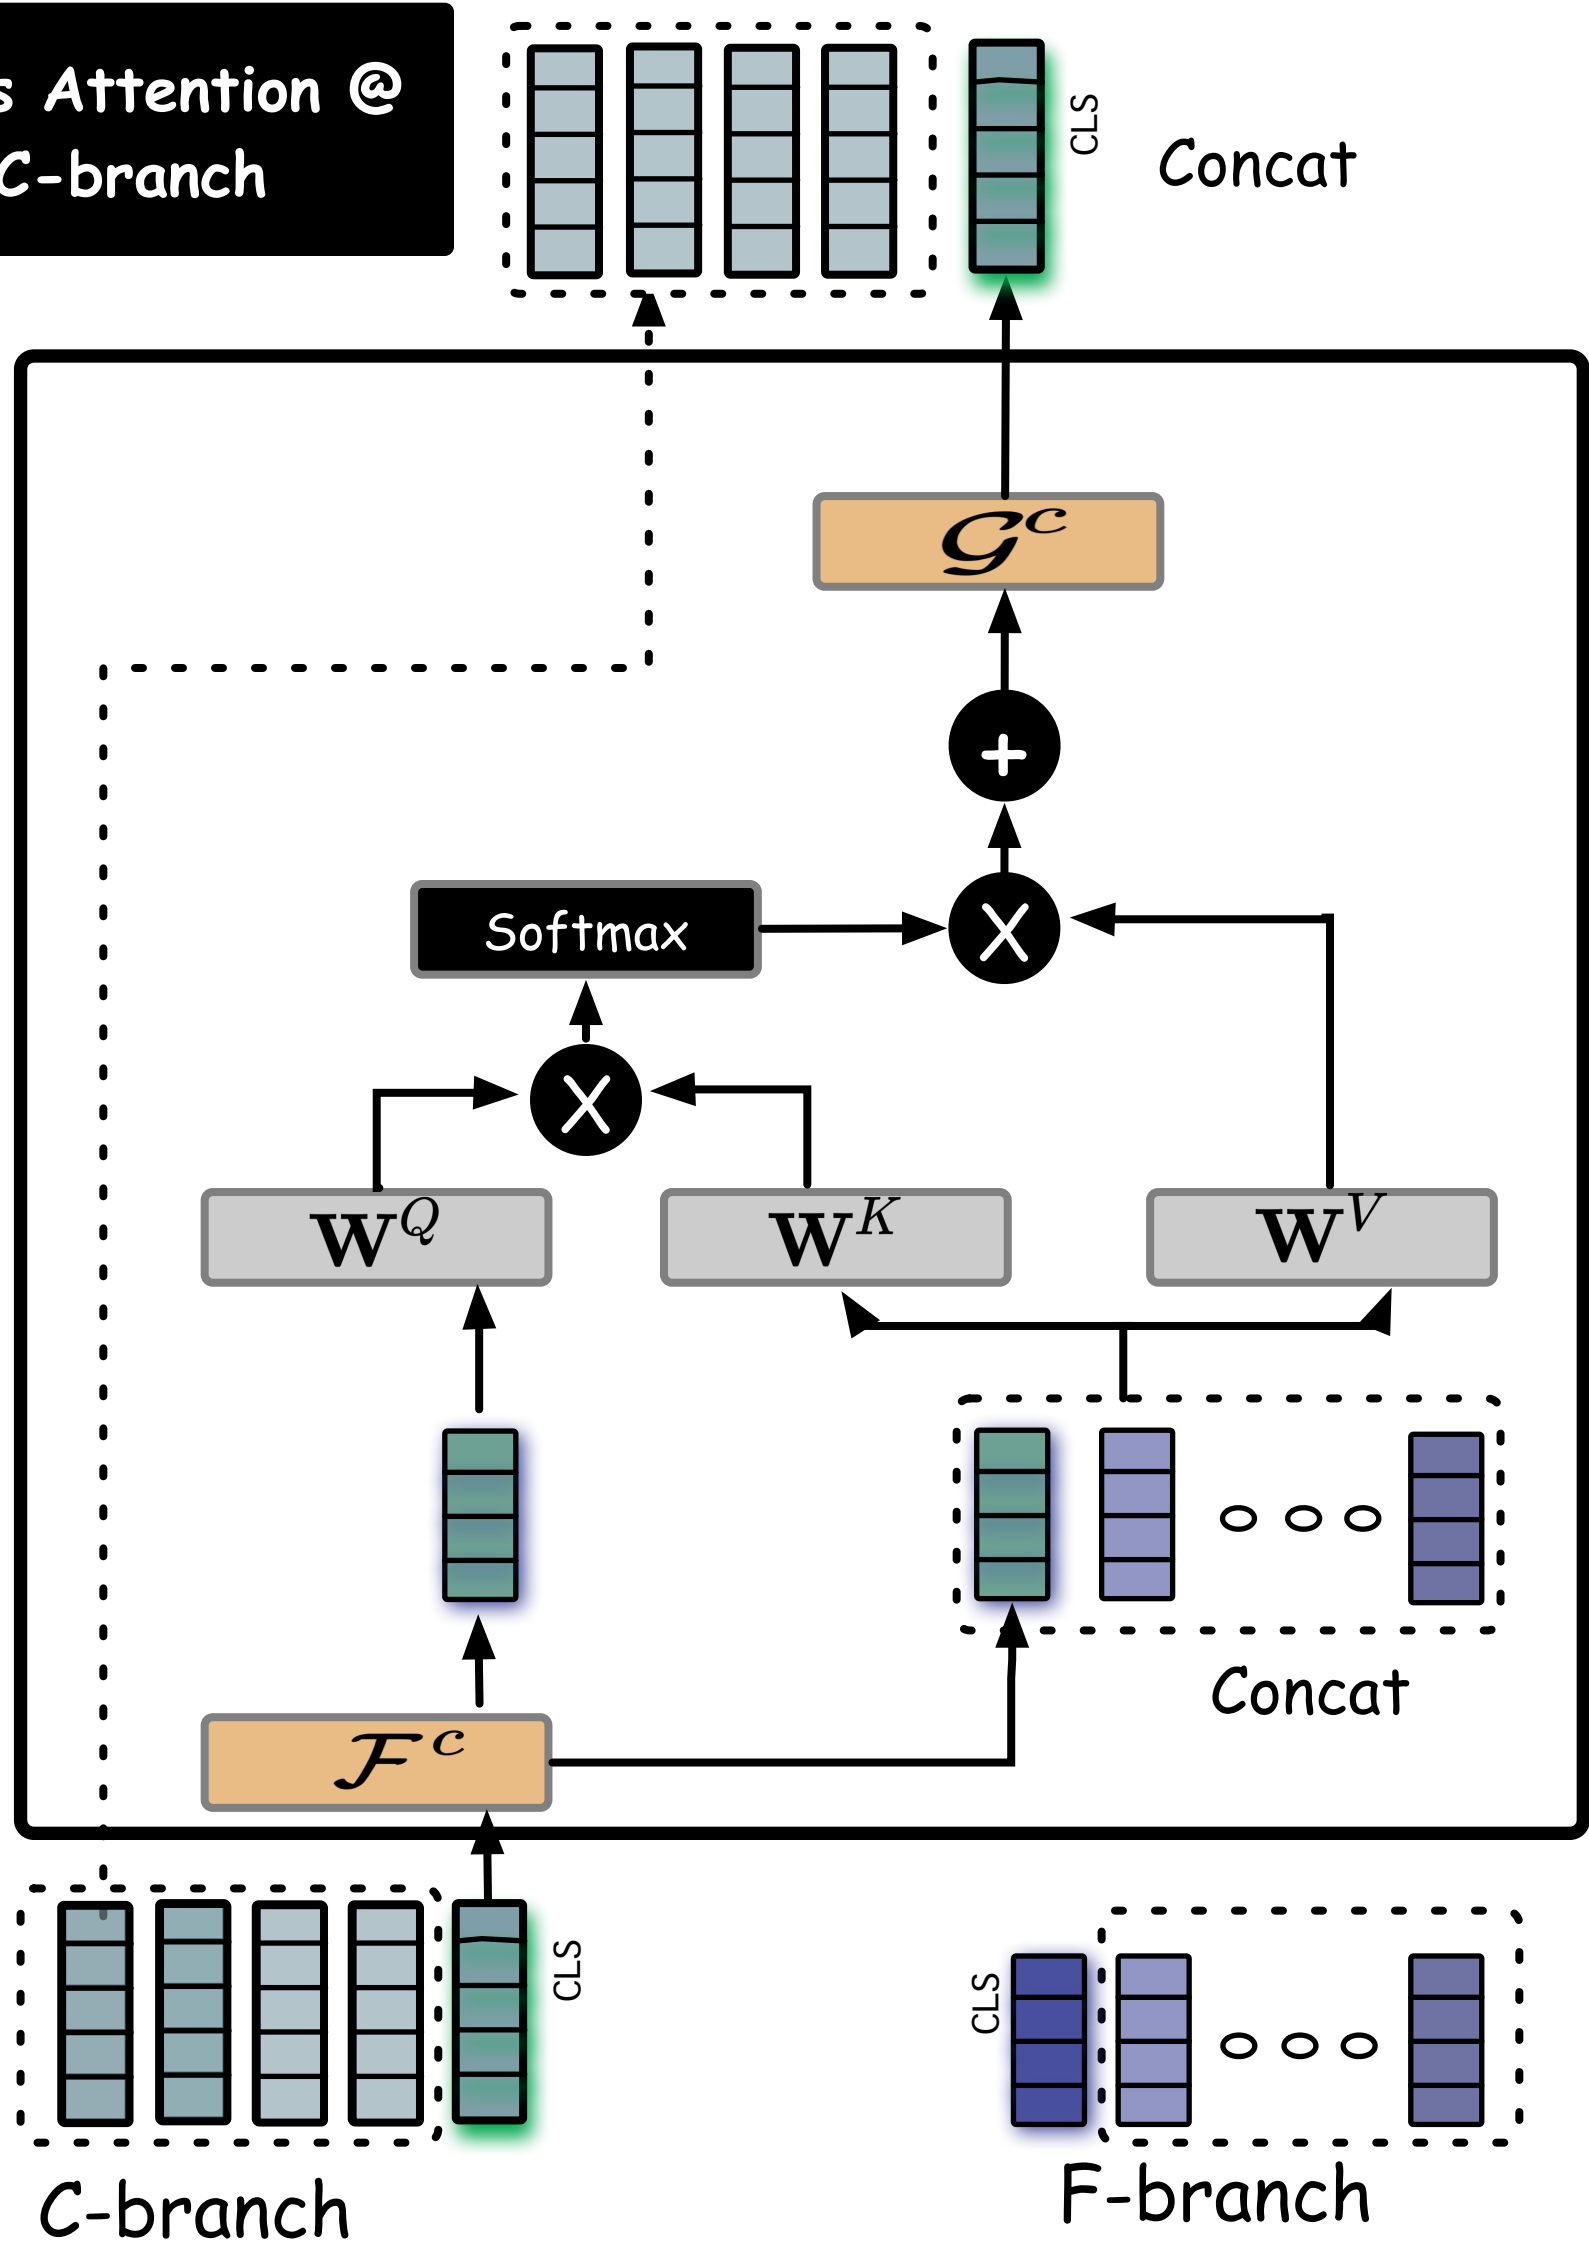 s Attention @
C-branch
CLS
Concat
𝒢^c
+
X
Softmax
X
W^Q
W^K
W^V
Concat
ℱ^c
CLS
CLS
C-branch
F-branch